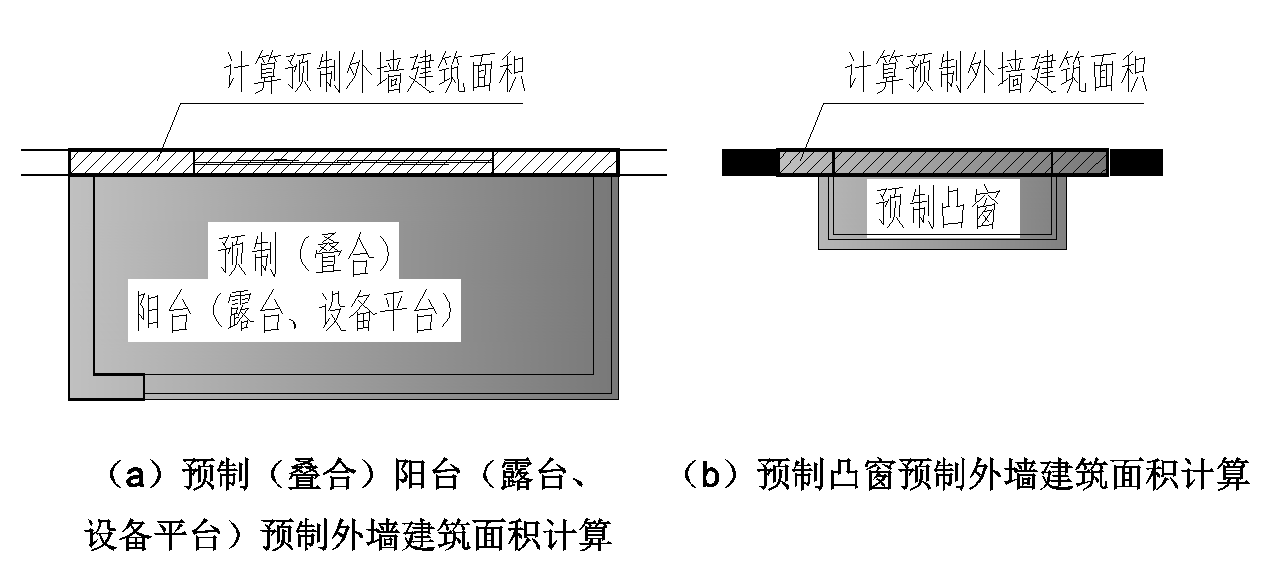 计算预制外墙建筑面积
计算预制外墙建筑面积
预制（叠合）
阳台（露台、设备平台）
预制凸窗
（a）预制（叠合）阳台（露台、
设备平台）预制外墙建筑面积计算
（b）预制凸窗预制外墙建筑面积计算